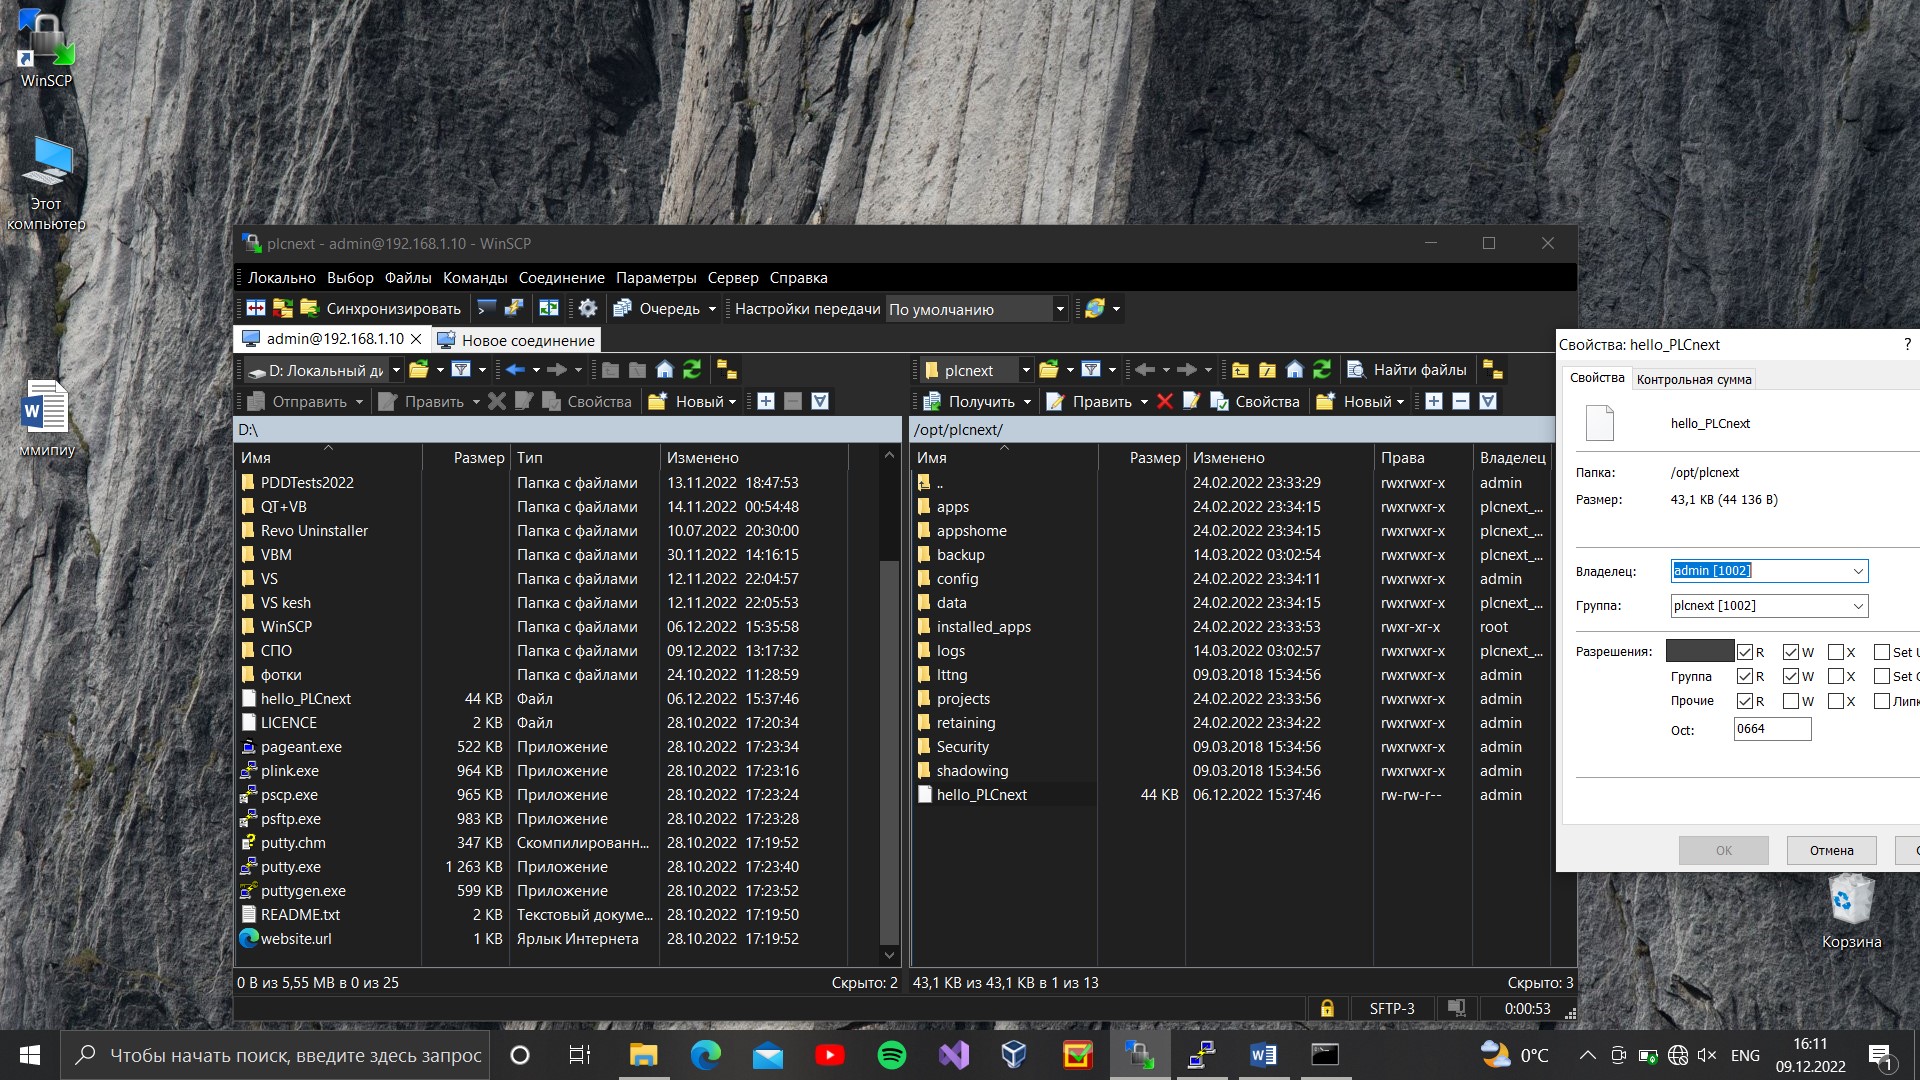 WinSCP
Этот
компьютер
ммипиу
plcnext - admin@192.168.1.10 - WinSCP
Локально Выбор Файлы Команды Соединение Параметры Сервер Справка
Синхронизировать Очередь Настройки передачи По умолчанию
admin@192.168.1.10 Новое соединение
D: Локальный ди
Отправить Править Свойства Новый
D:\
Имя Размер Тип Изменено
PDDTests2022 Папка с файлами 13.11.2022 18:47:53
QT+VB Папка с файлами 14.11.2022 00:54:48
Revo Uninstaller Папка с файлами 10.07.2022 20:30:00
VBM Папка с файлами 30.11.2022 14:16:15
VS Папка с файлами 12.11.2022 22:04:57
VS kesh Папка с файлами 12.11.2022 22:05:53
WinSCP Папка с файлами 06.12.2022 15:35:58
СПО Папка с файлами 09.12.2022 13:17:32
фотки Папка с файлами 24.10.2022 11:28:59
hello_PLCnext 44 KB Файл 06.12.2022 15:37:46
LICENCE 2 KB Файл 28.10.2022 17:20:34
pageant.exe 522 KB Приложение 28.10.2022 17:23:34
plink.exe 964 KB Приложение 28.10.2022 17:23:16
pscp.exe 965 KB Приложение 28.10.2022 17:23:24
psftp.exe 983 KB Приложение 28.10.2022 17:23:28
putty.chm 347 KB Скомпилированн... 28.10.2022 17:19:52
putty.exe 1 263 KB Приложение 28.10.2022 17:23:40
puttygen.exe 599 KB Приложение 28.10.2022 17:23:52
README.txt 2 KB Текстовый докуме... 28.10.2022 17:19:50
website.url 1 KB Ярлык Интернета 28.10.2022 17:19:52
0 B из 5,55 MB в 0 из 25 Скрыто: 2
plcnext Найти файлы
Получить Править Свойства Новый
/opt/plcnext/
Имя Размер Изменено Права Владелец
.. 24.02.2022 23:33:29 rwxrwxr-x admin
apps 24.02.2022 23:34:15 rwxrwxr-x plcnext_...
appshome 24.02.2022 23:34:15 rwxrwxr-x plcnext_...
backup 14.03.2022 03:02:54 rwxrwxr-x plcnext_...
config 24.02.2022 23:34:11 rwxrwxr-x admin
data 24.02.2022 23:34:15 rwxrwxr-x plcnext_...
installed_apps 24.02.2022 23:33:53 rwxr-xr-x root
logs 14.03.2022 03:02:57 rwxrwxr-x plcnext_...
lttng 09.03.2018 15:34:56 rwxrwxr-x admin
projects 24.02.2022 23:33:56 rwxrwxr-x admin
retaining 24.02.2022 23:34:22 rwxrwxr-x admin
Security 09.03.2018 15:34:56 rwxrwxr-x admin
shadowing 09.03.2018 15:34:56 rwxrwxr-x admin
hello_PLCnext 44 KB 06.12.2022 15:37:46 rw-rw-r-- admin
43,1 KB из 43,1 KB в 1 из 13 Скрыто: 3
SFTP-3 0:00:53
Свойства: hello_PLCnext ?
Свойства Контрольная сумма
hello_PLCnext
Папка: /opt/plcnext
Размер: 43,1 KB (44 136 B)
Владелец: admin [1002]
Группа: plcnext [1002]
Разрешения: R W X Set U
Группа R W X Set G
Прочие R W X Липк
Oct: 0664
OK Отмена
Корзина
Чтобы начать поиск, введите здесь запрос
0°C ENG 16:11
09.12.2022 1